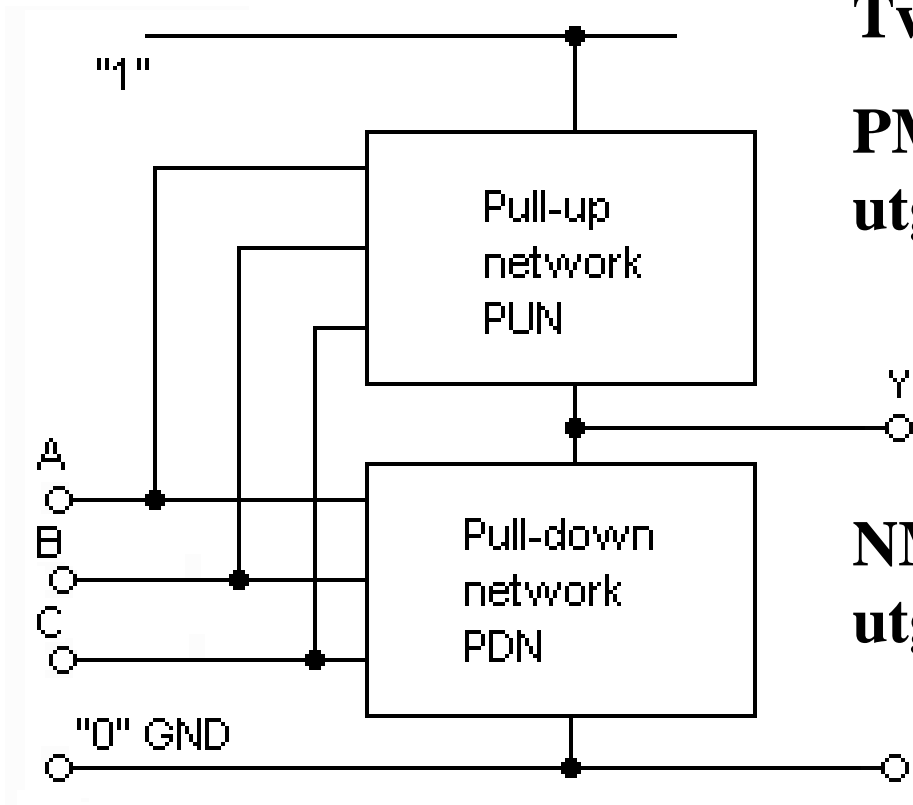 "1"
Pull-up
network
PUN
Y
A
B
C
Pull-down
network
PDN
"0" GND